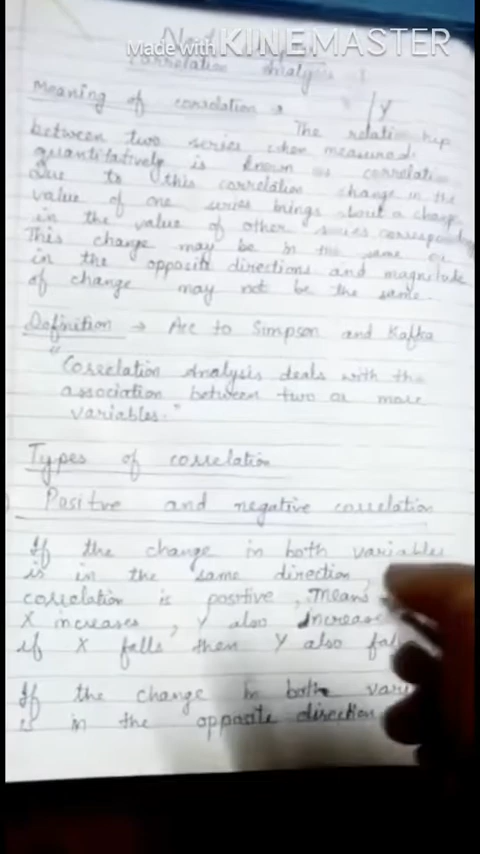 Made with KINEMASTER
Correlation Analysis
Meaning of correlation →
Y
The relationship
between two series when measured
quantitatively is known as correlation
Due to this correlation change in the
value of one series brings about a change
in the value of other series corresponding
This change may be in the same or
in the opposite directions and magnitude
of change may not be the same.
Definition → Acc to Simpson and Kafka
"Correlation Analysis deals with the
association between two or more
variables."
Types of correlation
Positve and negative correlation
If the change in both variables
is in the same direction,
correlation is positive, Means
X increases, Y also Increase
if X falls then Y also fal
If the change in both vari
is in the opposite direction